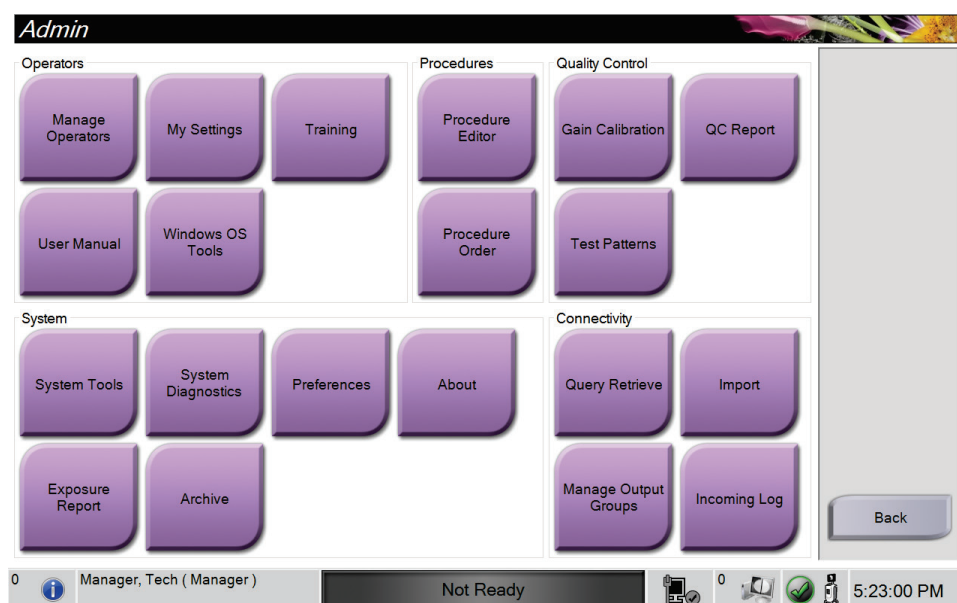 Admin
Operators
Manage
Operators
My Settings
Training
User Manual
Windows OS
Tools
Procedures
Procedure
Editor
Procedure
Order
Quality Control
Gain Calibration
QC Report
Test Patterns
System
System Tools
System
Diagnostics
Preferences
About
Exposure
Report
Archive
Connectivity
Query Retrieve
Import
Manage Output
Groups
Incoming Log
Back
0
Manager, Tech ( Manager )
Not Ready
0
5:23:00 PM